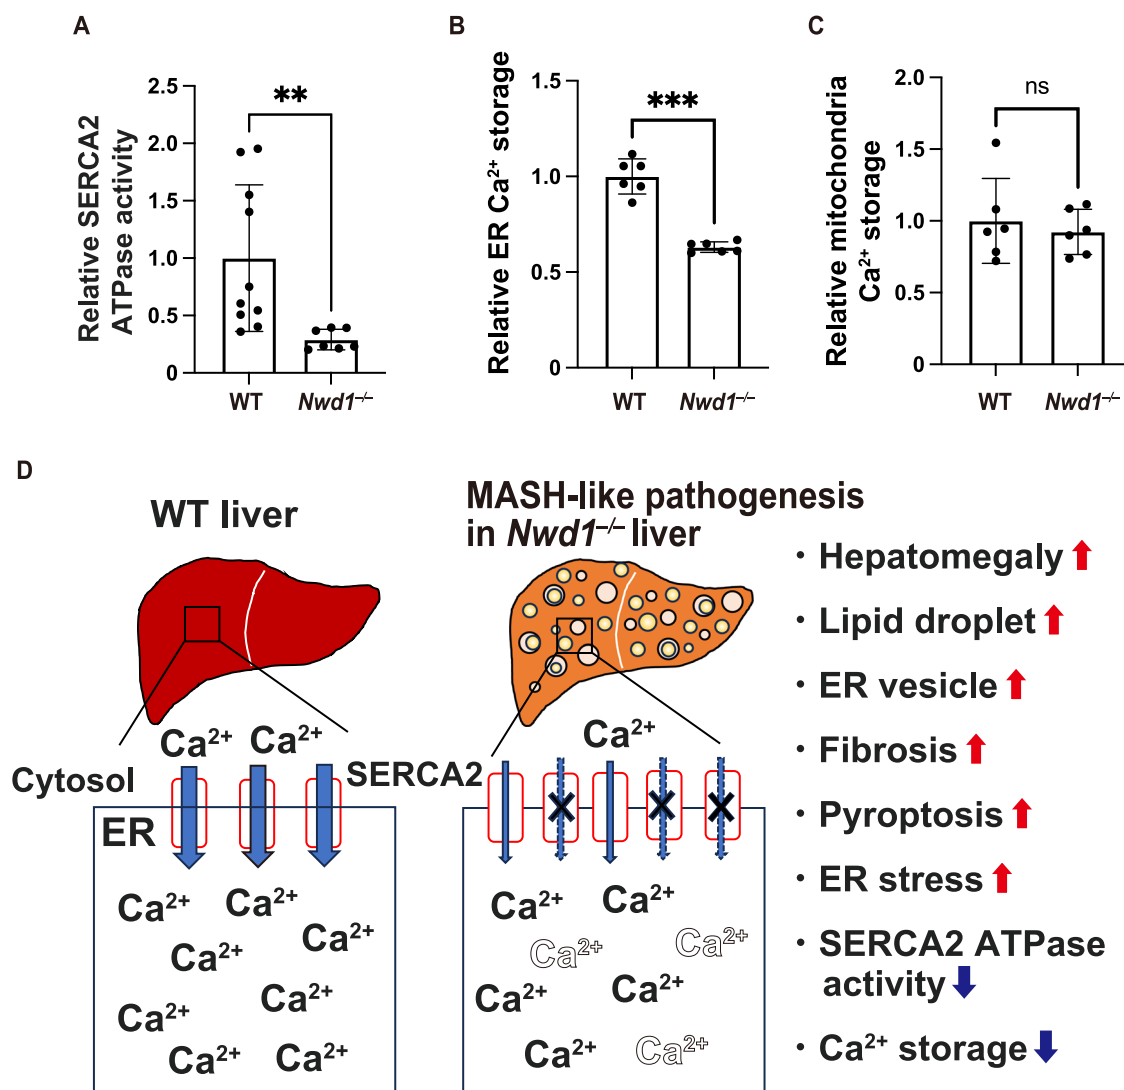 A
Relative SERCA2
ATPase activity
2.5
2.0
1.5
1.0
0.5
0
**
WT
Nwd1⁻/⁻
B
Relative ER Ca²⁺ storage
1.5
1.0
0.5
0
***
WT
Nwd1⁻/⁻
C
Relative mitochondria
Ca²⁺ storage
2.0
1.5
1.0
0.5
0
ns
WT
Nwd1⁻/⁻
D
WT liver
Ca²⁺ Ca²⁺
Cytosol
SERCA2
ER
Ca²⁺ Ca²⁺
Ca²⁺ Ca²⁺
Ca²⁺ Ca²⁺
Ca²⁺ Ca²⁺
MASH-like pathogenesis
in Nwd1⁻/⁻ liver
Ca²⁺
Ca²⁺ Ca²⁺
Ca²⁺ Ca²⁺
Ca²⁺ Ca²⁺
Ca²⁺ Ca²⁺
・Hepatomegaly ⬆
・Lipid droplet ⬆
・ER vesicle ⬆
・Fibrosis ⬆
・Pyroptosis ⬆
・ER stress ⬆
・SERCA2 ATPase
activity ⬇
・Ca²⁺ storage ⬇